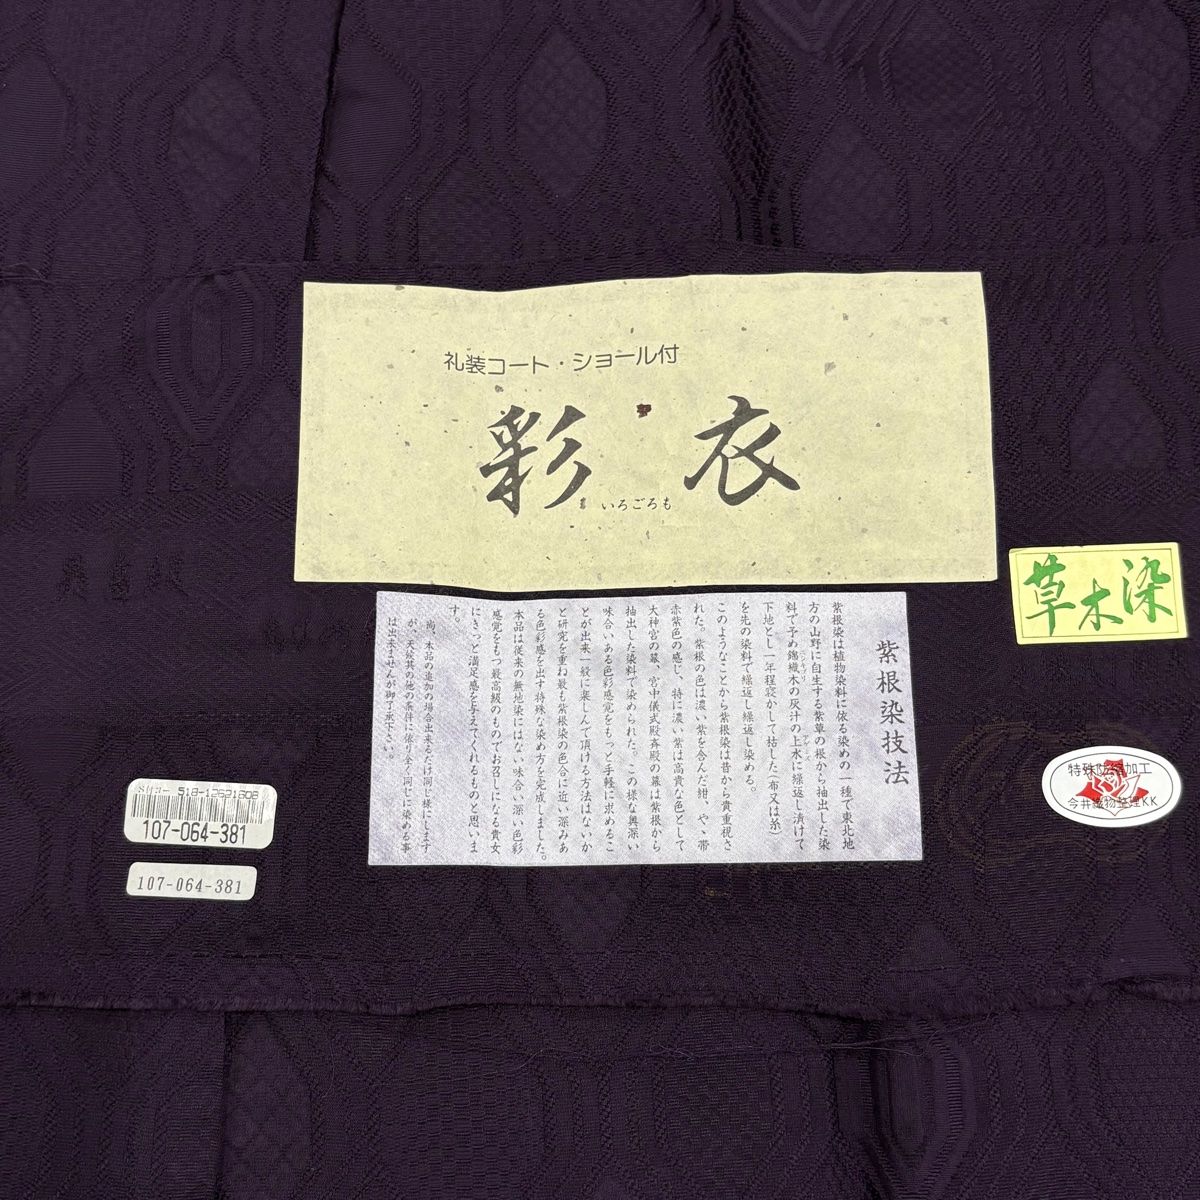 礼装コート・ショール付
彩衣
いろごろも
草木染
紫根染技法
紫根染は植物染料に依る染めの一種で東北地
方の山野に自生する紫草の根から抽出した染
料で予め錦織木の灰汁の上水に繰返し漬けて
下地とし一年程寝かして枯した（布又は糸）
を先の染料で繰返し繰返し染める。
このようなことから紫根染は昔から貴重視さ
れた。紫根の色は濃い紫を含んだ紺、やゝ帯
赤紫色の感じ、特に濃い紫は高貴な色として
大神宮の幕、宮中儀式殿斎殿の幕は紫根から
抽出した染料で染められた。この様な奥深い
味合いある色彩感覚をもっと手軽に求めるこ
とが出来一般に楽しんで頂ける方法はないか
と研究を重ね最も紫根染の色合に近い深みあ
る色彩感を出す特殊な染め方を完成しました。
本品は従来の無地染にはない味合い深い色彩
感覚をもつ最高級のものでお召しになる貴女
にきっと満足感を与えてくれるものと思いま
す。
尚、本品の追加の場合出来るだけ同じ様にします
が、天候其の他の条件に依り全く同じに染める事
は出来ませんが御了承下さい。
特殊防縮加工
今井織物整理KK
107-064-381
107-064-381